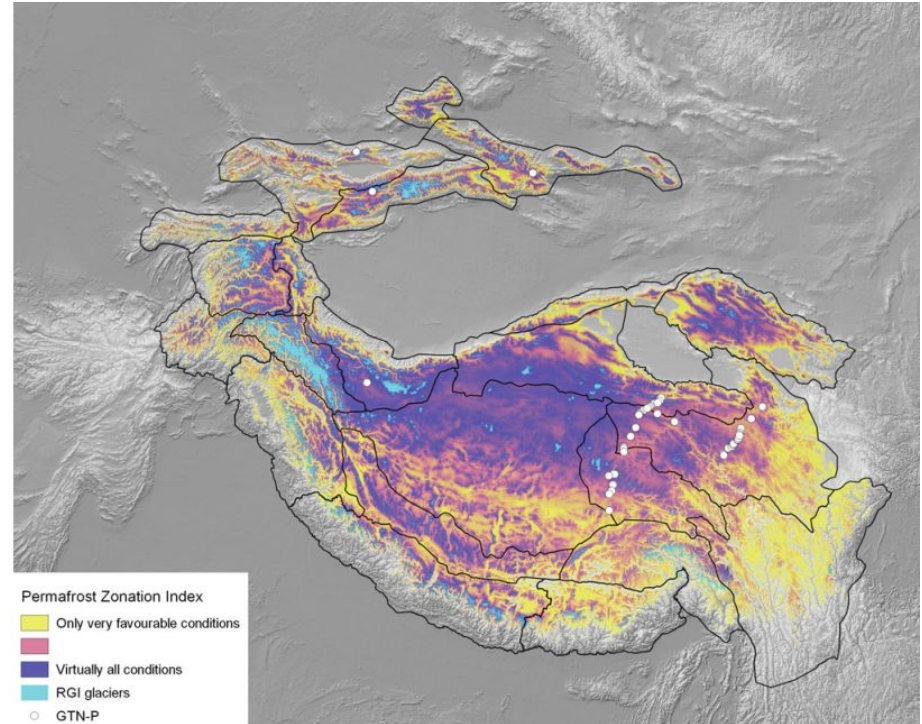 Permafrost Zonation Index
Only very favourable conditions
Virtually all conditions
RGI glaciers
GTN-P